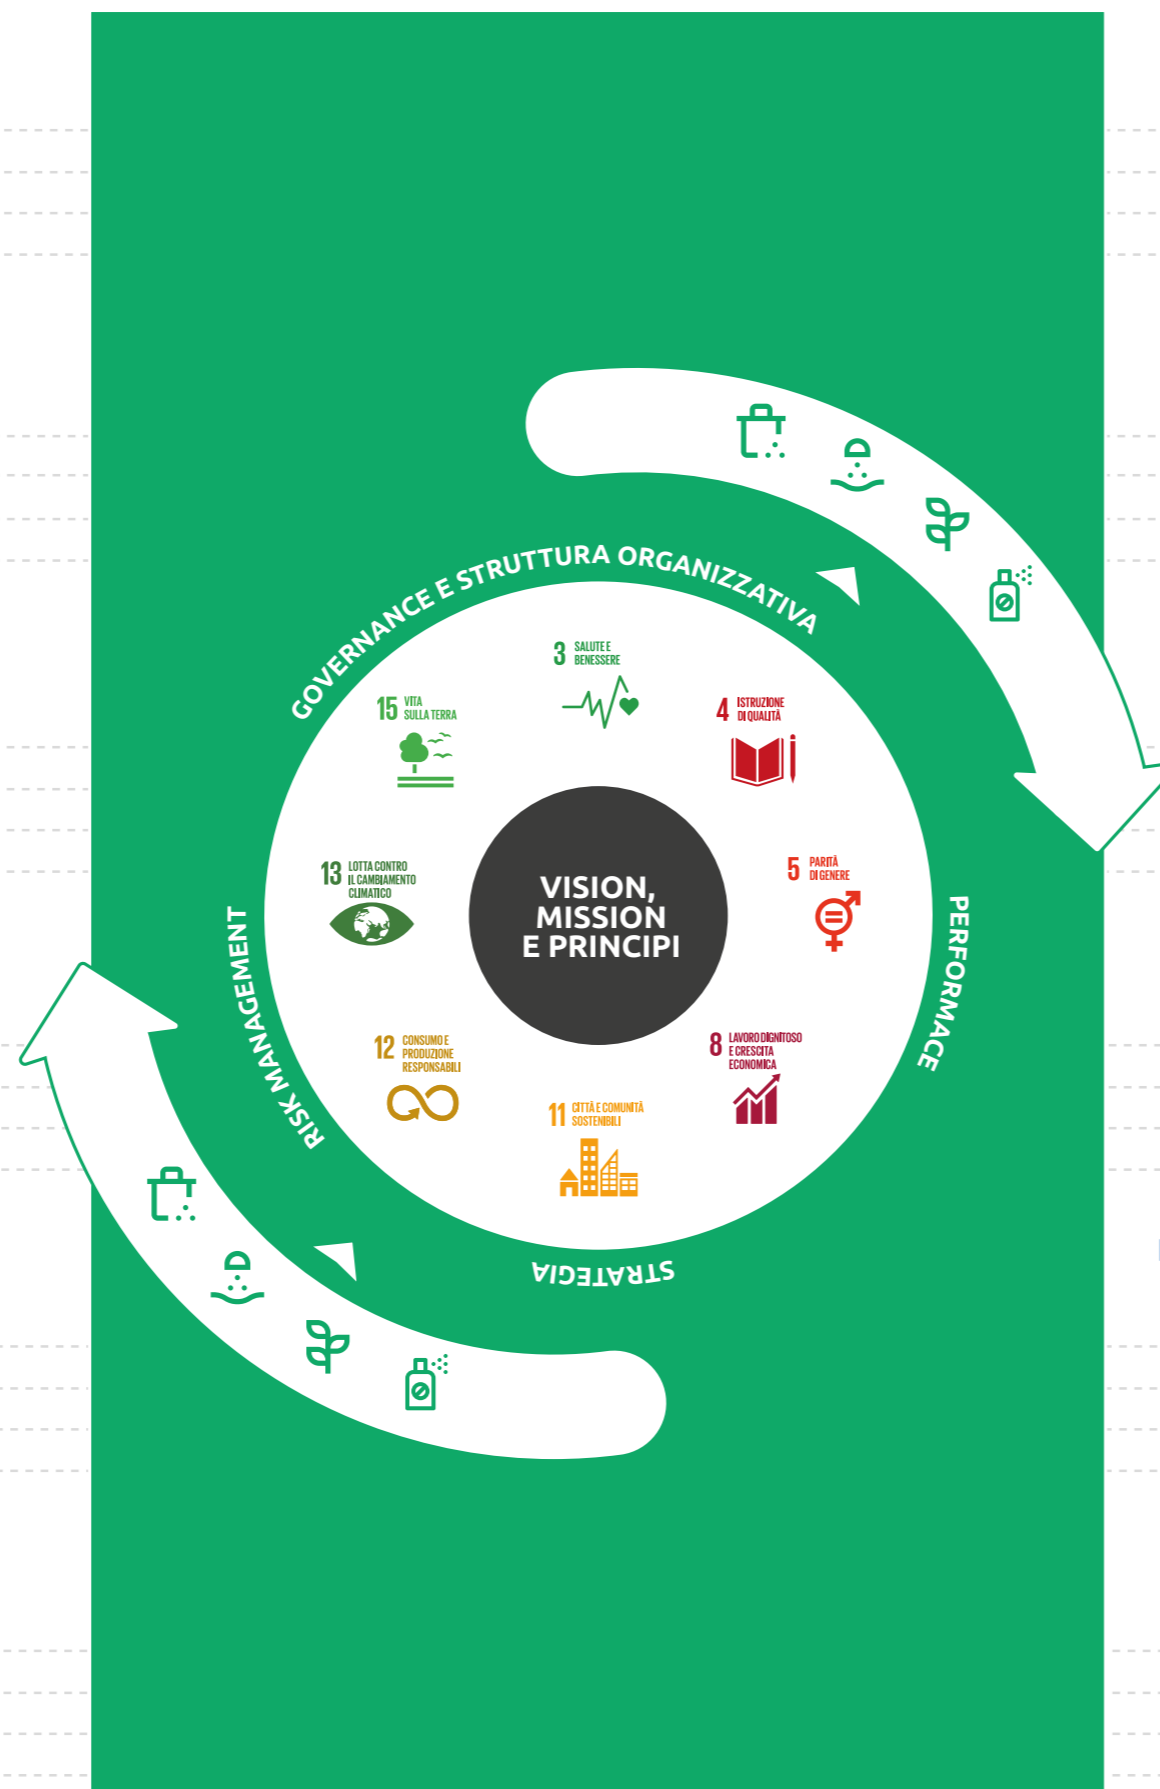 GOVERNANCE E STRUTTURA ORGANIZZATIVA
3 SALUTE E
BENESSERE
15 VITA
SULLA TERRA
4 ISTRUZIONE
DI QUALITÀ
13 LOTTA CONTRO
IL CAMBIAMENTO
CLIMATICO
5 PARITÀ
DI GENERE
VISION,
MISSION
E PRINCIPI
PERFORMACE
RISK MANAGEMENT
12 CONSUMO E
PRODUZIONE
RESPONSABILI
8 LAVORO DIGNITOSO
E CRESCITA
ECONOMICA
11 CITTÀ E COMUNITÀ
SOSTENIBILI
STRATEGIA